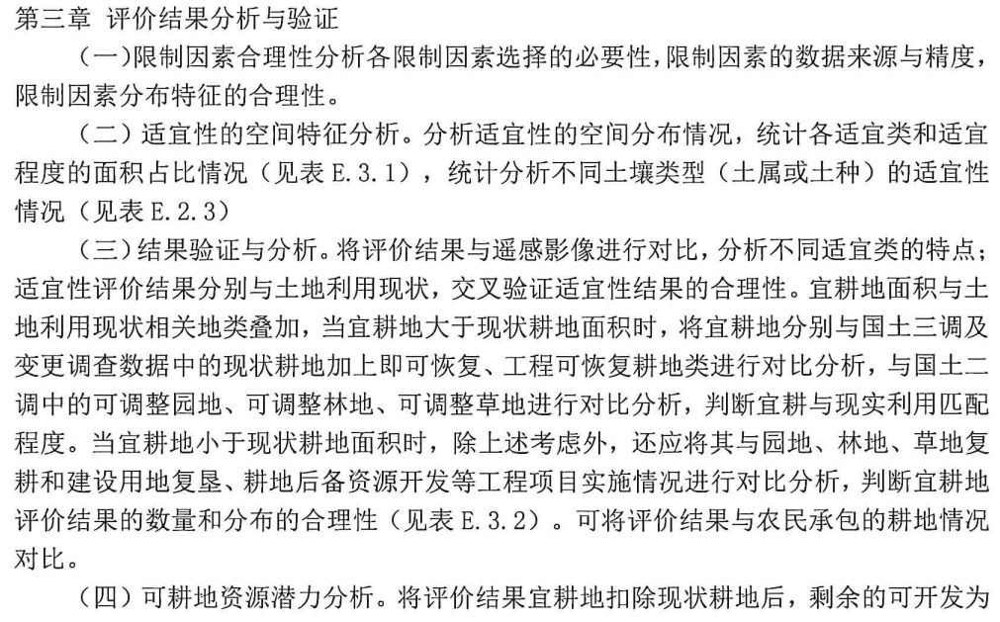 第三章 评价结果分析与验证
（一)限制因素合理性分析各限制因素选择的必要性,限制因素的数据来源与精度，
限制因素分布特征的合理性。
（二）适宜性的空间特征分析。分析适宜性的空间分布情况，统计各适宜类和适宜
程度的面积占比情况（见表 E.3.1），统计分析不同土壤类型（土属或土种）的适宜性
情况（见表 E.2.3）
（三）结果验证与分析。将评价结果与遥感影像进行对比，分析不同适宜类的特点；
适宜性评价结果分别与土地利用现状，交叉验证适宜性结果的合理性。宜耕地面积与土
地利用现状相关地类叠加，当宜耕地大于现状耕地面积时，将宜耕地分别与国土三调及
变更调查数据中的现状耕地加上即可恢复、工程可恢复耕地类进行对比分析，与国土二
调中的可调整园地、可调整林地、可调整草地进行对比分析，判断宜耕与现实利用匹配
程度。当宜耕地小于现状耕地面积时，除上述考虑外，还应将其与园地、林地、草地复
耕和建设用地复垦、耕地后备资源开发等工程项目实施情况进行对比分析，判断宜耕地
评价结果的数量和分布的合理性（见表 E.3.2）。可将评价结果与农民承包的耕地情况
对比。
（四）可耕地资源潜力分析。将评价结果宜耕地扣除现状耕地后，剩余的可开发为